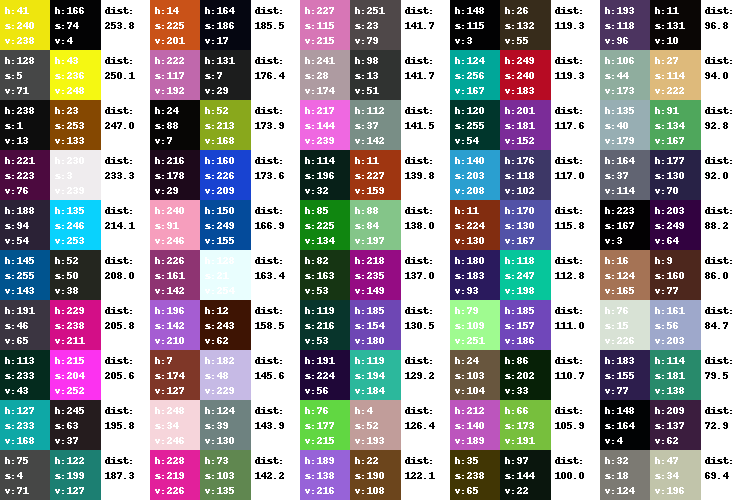 h: 41 h:166 dist: h: 14 h:164 dist: h:227 h:251 dist: h:148 h: 26 dist: h:193 h: 11 dist:
s:240 s: 74 253.8 s:225 s:186 185.5 s:115 s: 23 141.7 s:115 s:132 119.3 s:118 s:131 96.8
v:238 v: 4 v:201 v: 17 v:215 v: 79 v: 3 v: 55 v: 96 v: 10
h:128 h: 43 dist: h:222 h:131 dist: h:241 h: 98 dist: h:124 h:249 dist: h:106 h: 27 dist:
s: 5 s:236 250.1 s:117 s: 7 176.4 s: 28 s: 13 141.7 s:256 s:240 119.3 s: 44 s:114 94.0
v: 71 v:248 v:192 v: 29 v:174 v: 51 v:167 v:183 v:173 v:222
h:238 h: 23 dist: h: 24 h: 52 dist: h:217 h:112 dist: h:120 h:201 dist: h:135 h: 91 dist:
s: 1 s:253 247.0 s: 88 s:213 173.9 s:144 s: 37 141.5 s:255 s:181 117.6 s: 40 s:134 92.8
v: 13 v:133 v: 7 v:168 v:239 v:142 v: 54 v:152 v:179 v:167
h:221 dist: h:216 h:160 dist: h:114 h: 11 dist: h:140 h:176 dist: h:164 h:177 dist:
s:223 233.3 s:178 s:226 173.6 s:196 s:227 139.8 s:203 s:118 117.0 s: 37 s:130 92.0
v: 76 v:239 v: 29 v:209 v: 32 v:159 v:208 v:102 v:114 v: 70
h:188 h:135 dist: h:240 h:150 dist: h: 85 h: 88 dist: h: 11 h:170 dist: h:223 h:203 dist:
s: 94 s:246 214.1 s: 91 s:249 166.9 s:225 s: 84 138.0 s:224 s:130 115.8 s:167 s:249 88.2
v: 54 v:253 v:246 v:155 v:134 v:197 v:130 v:167 v: 3 v: 64
h:145 h: 52 dist: h:226 dist: h: 82 h:218 dist: h:180 h:118 dist: h: 16 h: 9 dist:
s:255 s: 50 208.0 s:161 163.4 s:163 s:235 137.0 s:183 s:247 112.8 s:124 s:160 86.0
v:143 v: 38 v:142 v: 53 v:149 v: 93 v:198 v:165 v: 77
h:191 h:229 dist: h:196 h: 12 dist: h:119 h:185 dist: h: 79 h:185 dist: h: 76 h:161 dist:
s: 46 s:238 205.8 s:142 s:243 158.5 s:216 s:154 130.5 s:109 s:157 111.0 s: 15 s: 56 84.7
v: 65 v:211 v:210 v: 62 v: 53 v:180 v:251 v:186 v:226 v:203
h:113 h:215 dist: h: 7 h:182 dist: h:191 h:119 dist: h: 24 h: 86 dist: h:183 h:114 dist:
s:233 s:204 205.6 s:174 s: 48 145.6 s:224 s:194 129.2 s:103 s:202 110.7 s:155 s:181 79.5
v: 43 v:252 v:127 v:229 v: 56 v:184 v:104 v: 33 v: 77 v:138
h:127 h:245 dist: h:248 h:124 dist: h: 76 h: 4 dist: h:212 h: 66 dist: h:148 h:209 dist:
s:233 s: 63 195.8 s: 34 s: 39 143.9 s:177 s: 52 126.4 s:140 s:173 105.9 s:164 s:137 72.9
v:168 v: 37 v:246 v:130 v:215 v:193 v:189 v:191 v: 4 v: 62
h: 75 h:122 dist: h:228 h: 73 dist: h:189 h: 22 dist: h: 35 h: 97 dist: h: 32 h: 47 dist:
s: 4 s:199 187.3 s:219 s:103 142.2 s:138 s:190 122.1 s:238 s:144 100.0 s: 18 s: 34 69.4
v: 71 v:127 v:226 v:135 v:216 v:108 v: 65 v: 22 v:124 v:196